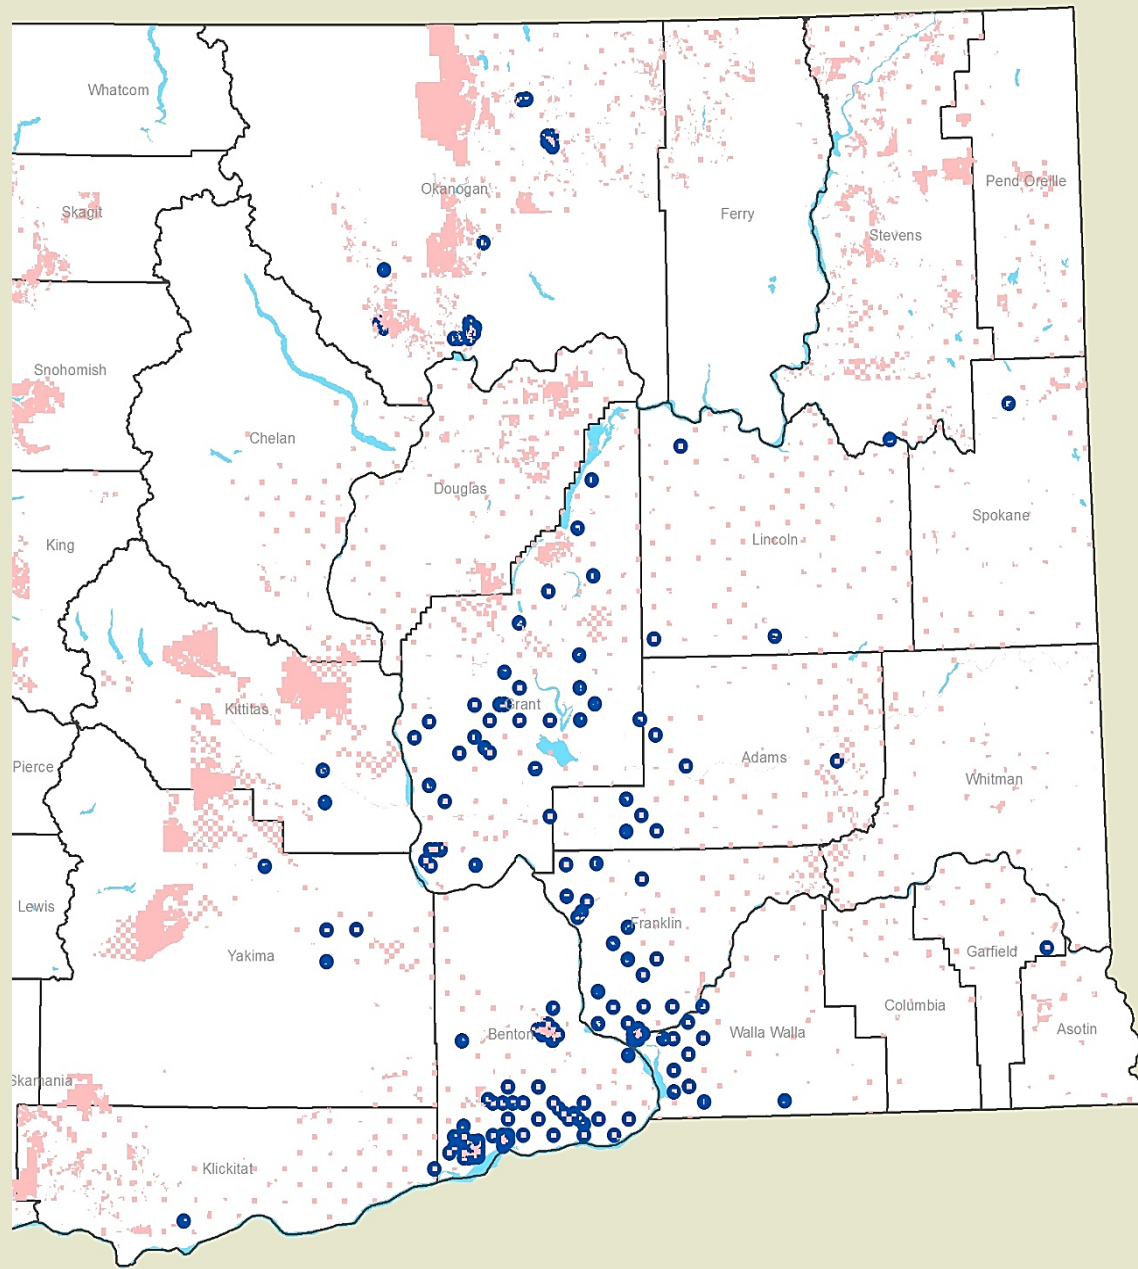 Whatcom
Okanogan
Pend Oreille
Skagit
Ferry
Stevens
Snohomish
Chelan
Douglas
Spokane
Lincoln
King
Grant
Kittitas
Adams
Pierce
Whitman
Lewis
Franklin
Yakima
Garfield
Columbia
Benton
Walla Walla
Asotin
Skamania
Klickitat